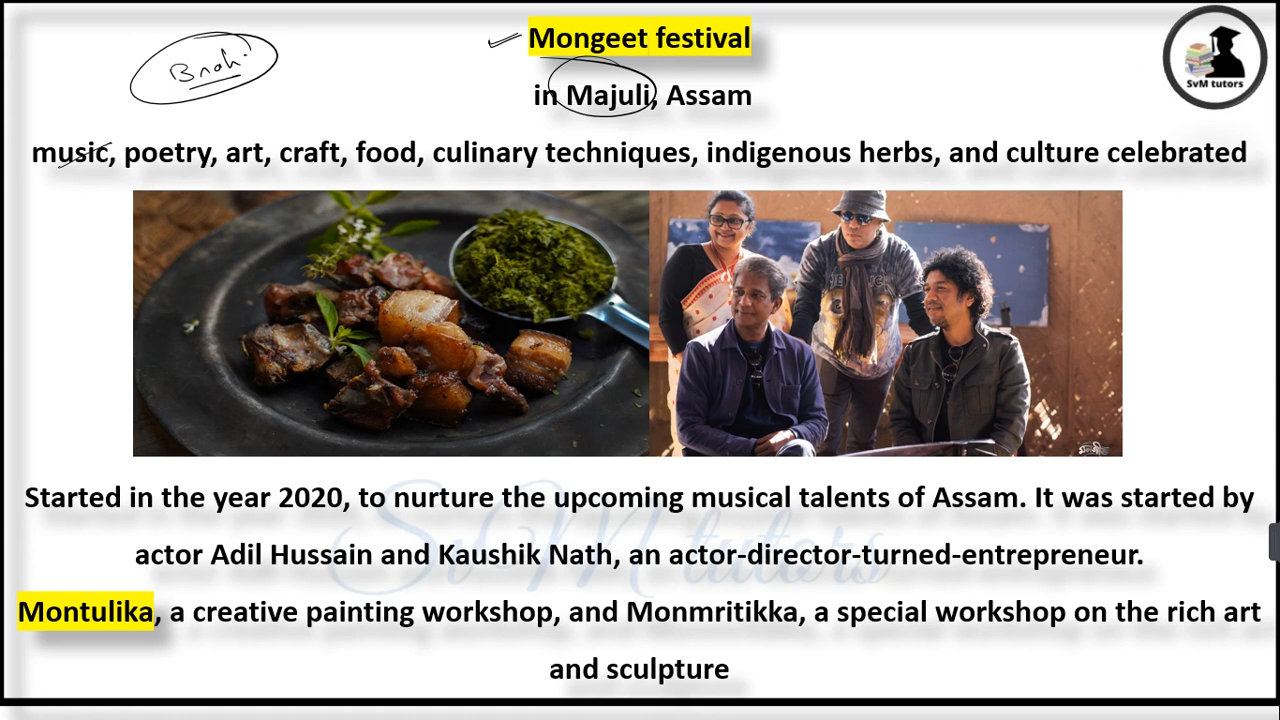 Mongeet festival
in Majuli, Assam
SvM tutors
music, poetry, art, craft, food, culinary techniques, indigenous herbs, and culture celebrated
Started in the year 2020, to nurture the upcoming musical talents of Assam. It was started by
actor Adil Hussain and Kaushik Nath, an actor-director-turned-entrepreneur.
SvM tutors
Montulika, a creative painting workshop, and Monmritikka, a special workshop on the rich art
and sculpture